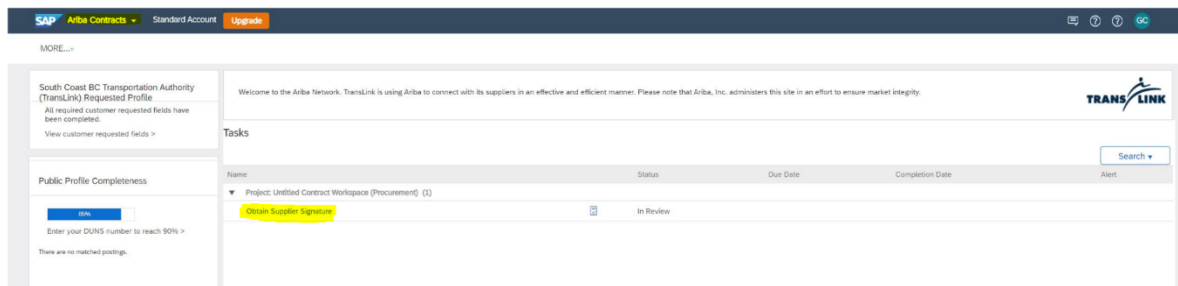 SAP Ariba Contracts Standard Account Upgrade GC
MORE...
South Coast BC Transportation Authority
(TransLink) Requested Profile
All required customer requested fields have
been completed.
View customer requested fields >
Welcome to the Ariba Network. TransLink is using Ariba to connect with its suppliers in an effective and efficient manner. Please note that Ariba, Inc. administers this site in an effort to ensure market integrity.
TRANSLINK
Tasks
Search
Name Status Due Date Completion Date Alert
Project: Untitled Contract Workspace (Procurement) (1)
Obtain Supplier Signature In Review
Public Profile Completeness
85%
Enter your DUNS number to reach 90% >
There are no matched postings.